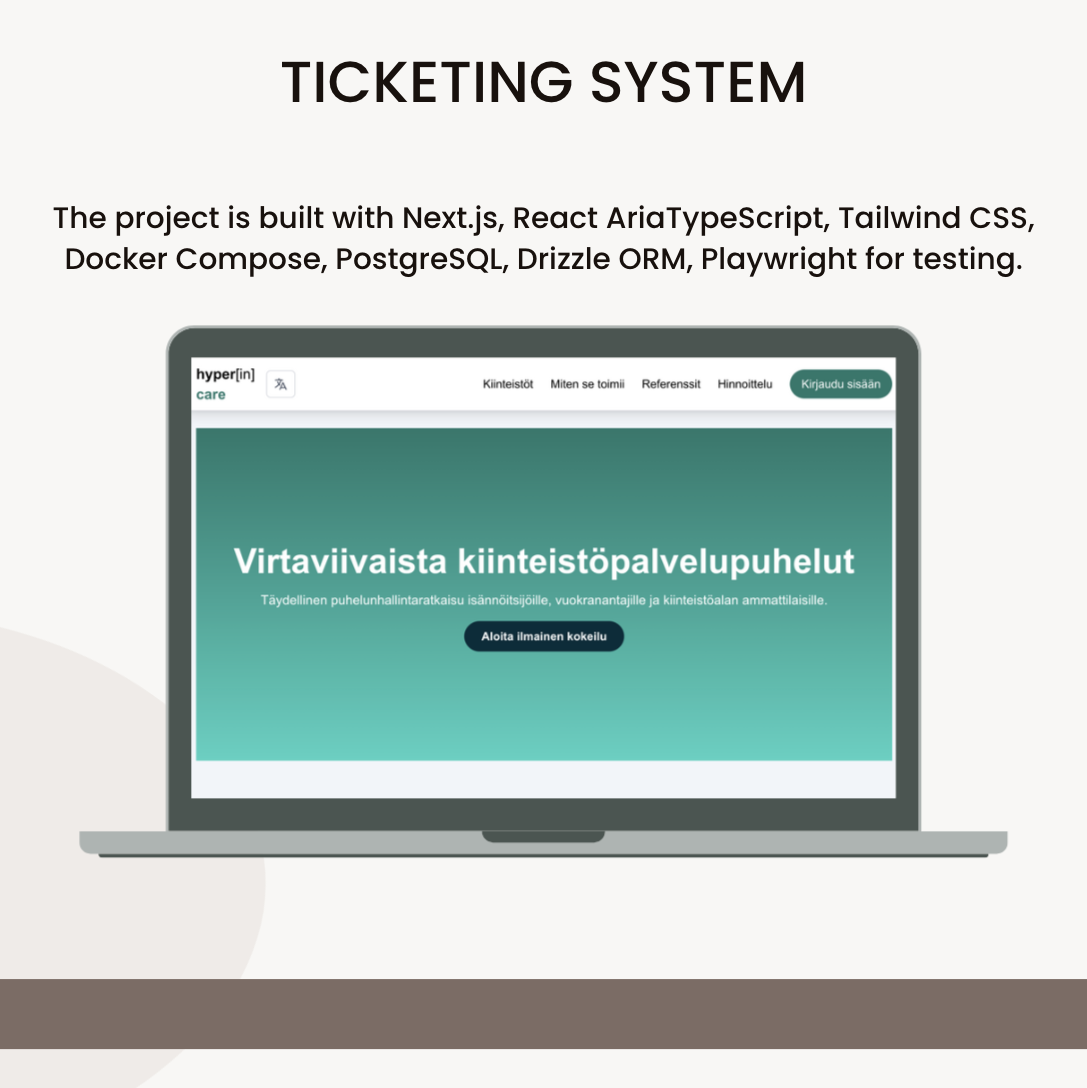 TICKETING SYSTEM
The project is built with Next.js, React AriaTypeScript, Tailwind CSS,
Docker Compose, PostgreSQL, Drizzle ORM, Playwright for testing.
hyper[in]
care
Kiinteistöt Miten se toimii Referenssit Hinnoittelu Kirjaudu sisään
Virtaviivaista kiinteistöpalvelupuhelut
Täydellinen puhelunhallintaratkaisu isännöitsijöille, vuokranantajille ja kiinteistöalan ammattilaisille.
Aloita ilmainen kokeilu